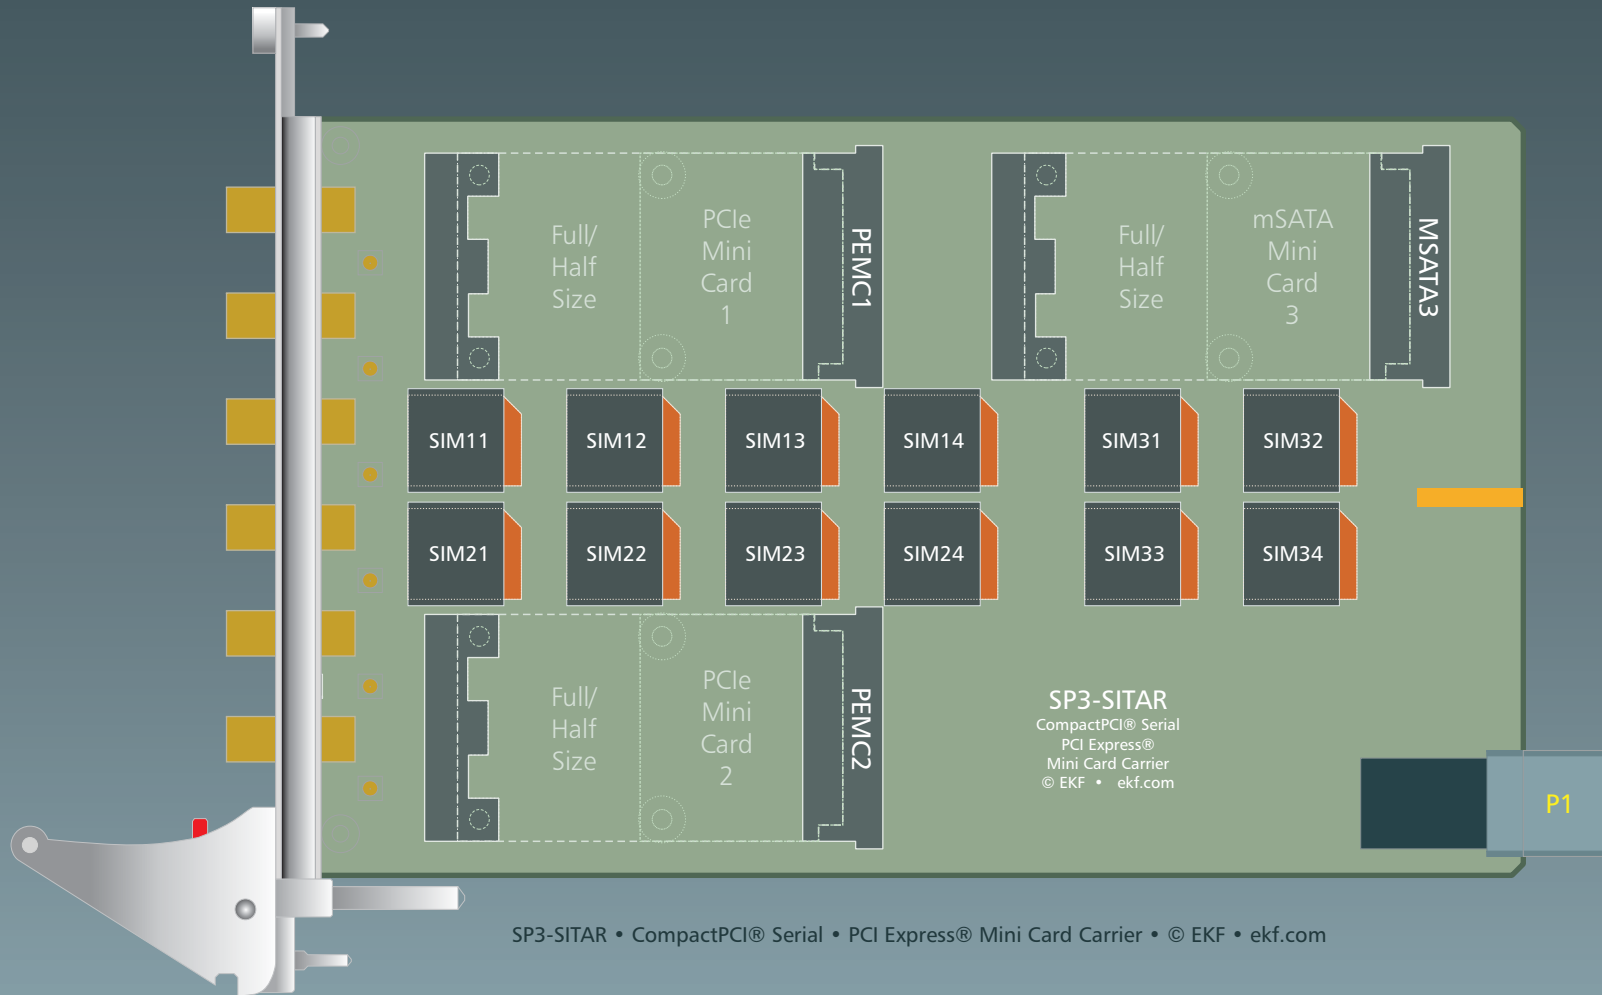 Full/
Half
Size
PCIe
Mini
Card
1
PEMC1
Full/
Half
Size
mSATA
Mini
Card
3
MSATA3
SIM11
SIM12
SIM13
SIM14
SIM31
SIM32
SIM21
SIM22
SIM23
SIM24
SIM33
SIM34
Full/
Half
Size
PCIe
Mini
Card
2
PEMC2
SP3-SITAR
CompactPCI® Serial
PCI Express®
Mini Card Carrier
© EKF • ekf.com
P1
SP3-SITAR • CompactPCI® Serial • PCI Express® Mini Card Carrier • © EKF • ekf.com